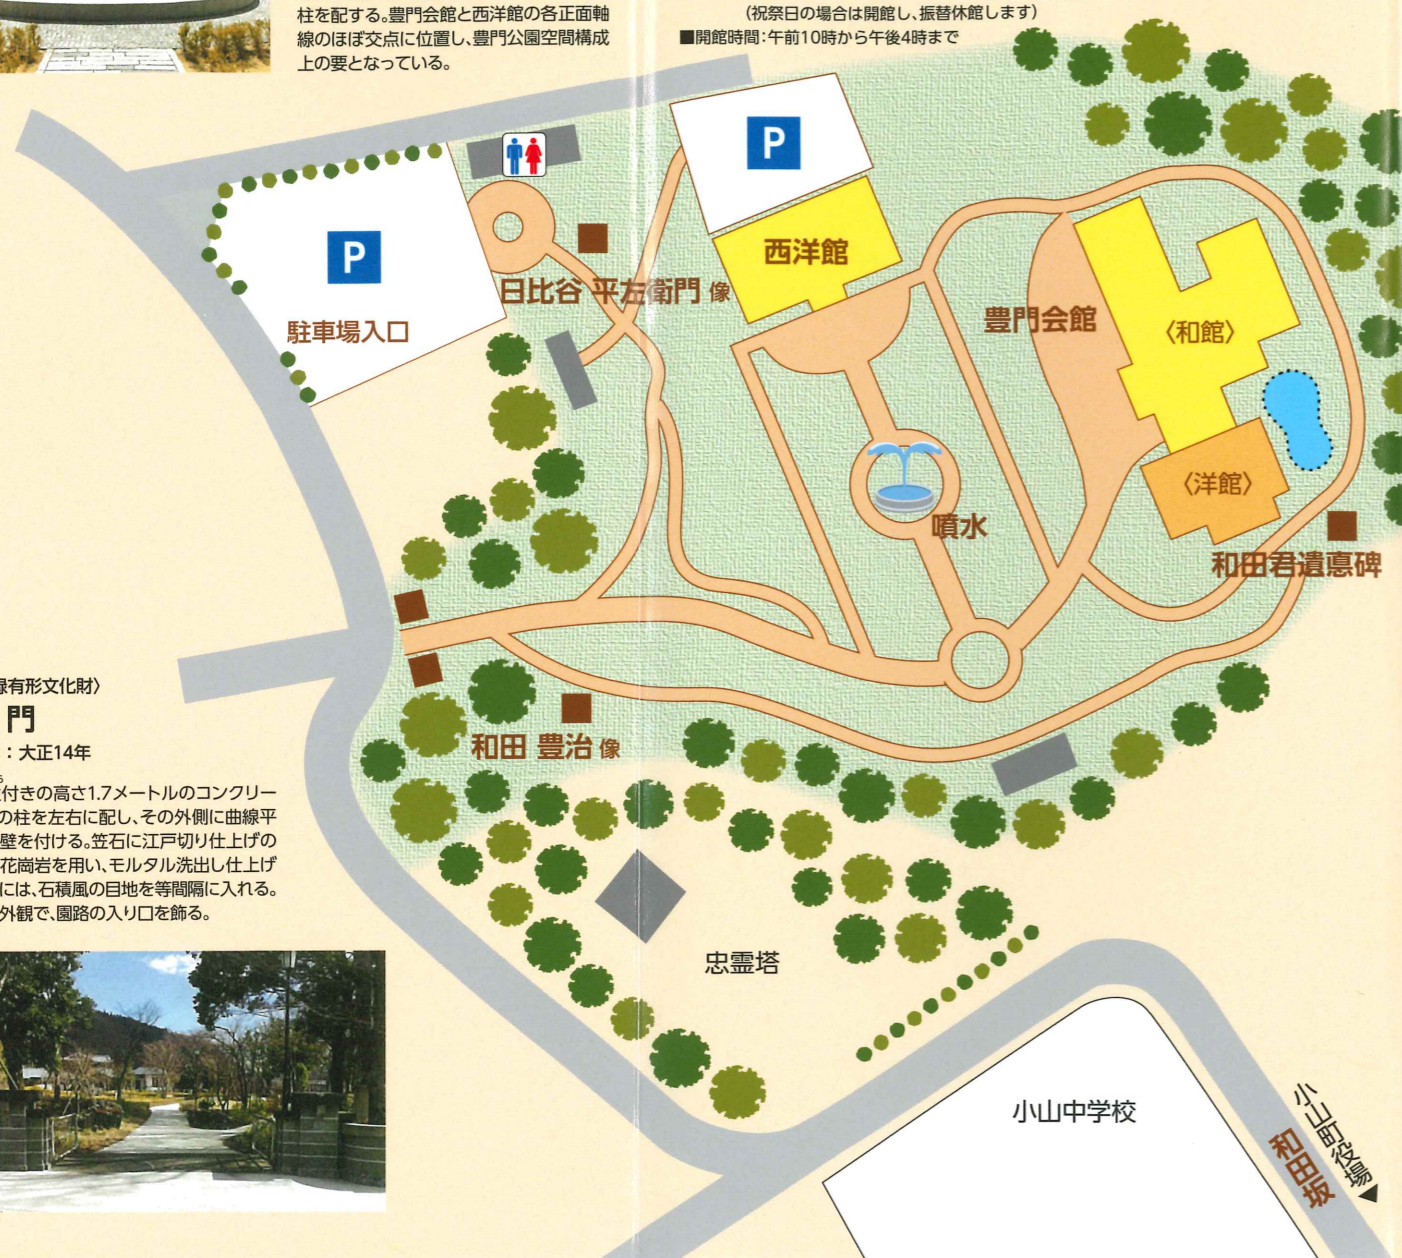 柱を配する。豊門会館と西洋館の各正面軸
線のほぼ交点に位置し、豊門公園空間構成
上の要となっている。
(祝祭日の場合は開館し、振替休館します)
■開館時間:午前10時から午後4時まで
P
P
西洋館
日比谷 平左衛門 像
駐車場入口
豊門会館
〈和館〉
〈洋館〉
噴水
和田君遺悳碑
和田 豊治 像
録有形文化財〉
門
:大正14年
付きの高さ1.7メートルのコンクリー
の柱を左右に配し、その外側に曲線平
壁を付ける。笠石に江戸切り仕上げの
花崗岩を用い、モルタル洗出し仕上げ
には、石積風の目地を等間隔に入れる。
外観で、園路の入り口を飾る。
忠霊塔
小山中学校
和田坂
小山町役場▲